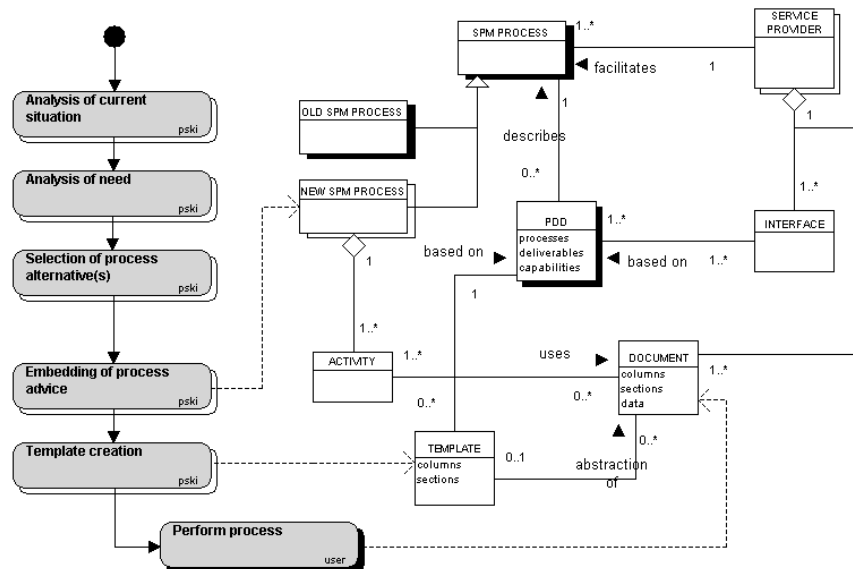 Analysis of current
situation
pski
Analysis of need
pski
Selection of process
alternative(s)
pski
Embedding of process
advice
pski
Template creation
pski
Perform process
user
SPM PROCESS
1..*
SERVICE
PROVIDER
facilitates
1
OLD SPM PROCESS
1
1
describes
NEW SPM PROCESS
0..*
1..*
PDD
processes
deliverables
capabilities
1..*
INTERFACE
based on
based on
1
1..*
1
1..*
ACTIVITY
1..*
uses
DOCUMENT
columns
sections
data
1..*
0..*
0..*
0..*
TEMPLATE
columns
sections
0..1
abstraction
of